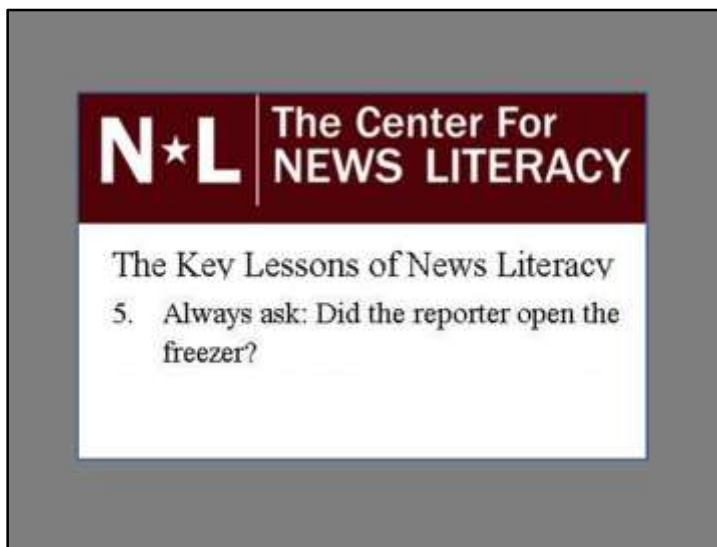 N★L
The Center For
NEWS LITERACY
The Key Lessons of News Literacy
5. Always ask: Did the reporter open the
freezer?